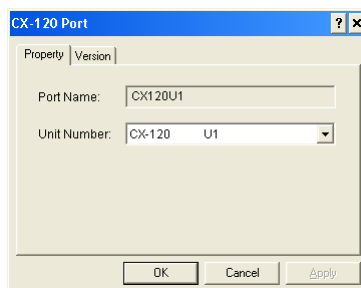 CX-120 Port
Property Version
Port Name: CX120U1
Unit Number: CX-120 U1
OK Cancel Apply